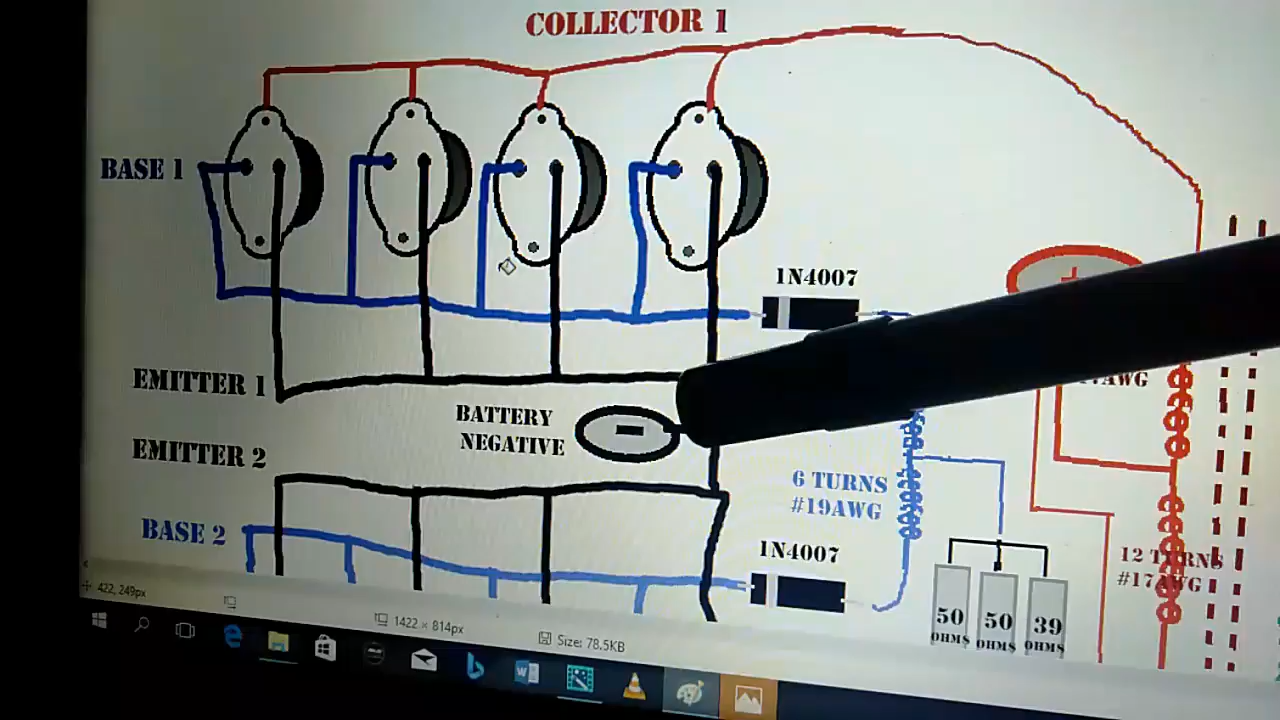 COLLECTOR 1
BASE 1
1N4007
EMITTER 1
AWG
BATTERY
NEGATIVE
EMITTER 2
6 TURNS
#19AWG
BASE 2
1N4007
12 TURNS
#17AWG
50
OHMS
50
OHMS
39
OHMS
422, 249px
1422 × 814px
Size: 78.5KB